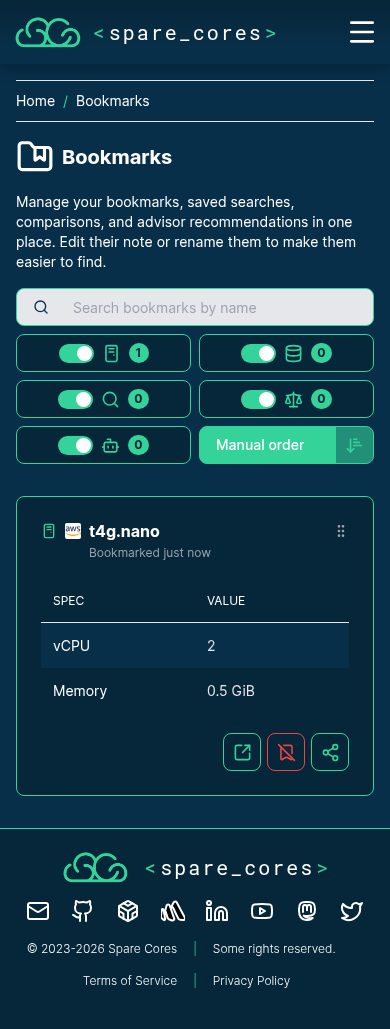 <spare_cores>
Home / Bookmarks
Bookmarks
Manage your bookmarks, saved searches,
comparisons, and advisor recommendations in one
place. Edit their note or rename them to make them
easier to find.
Search bookmarks by name
1
0
0
0
0
Manual order
aws t4g.nano
Bookmarked just now
SPEC VALUE
vCPU 2
Memory 0.5 GiB
<spare_cores>
© 2023-2026 Spare Cores | Some rights reserved.
Terms of Service | Privacy Policy